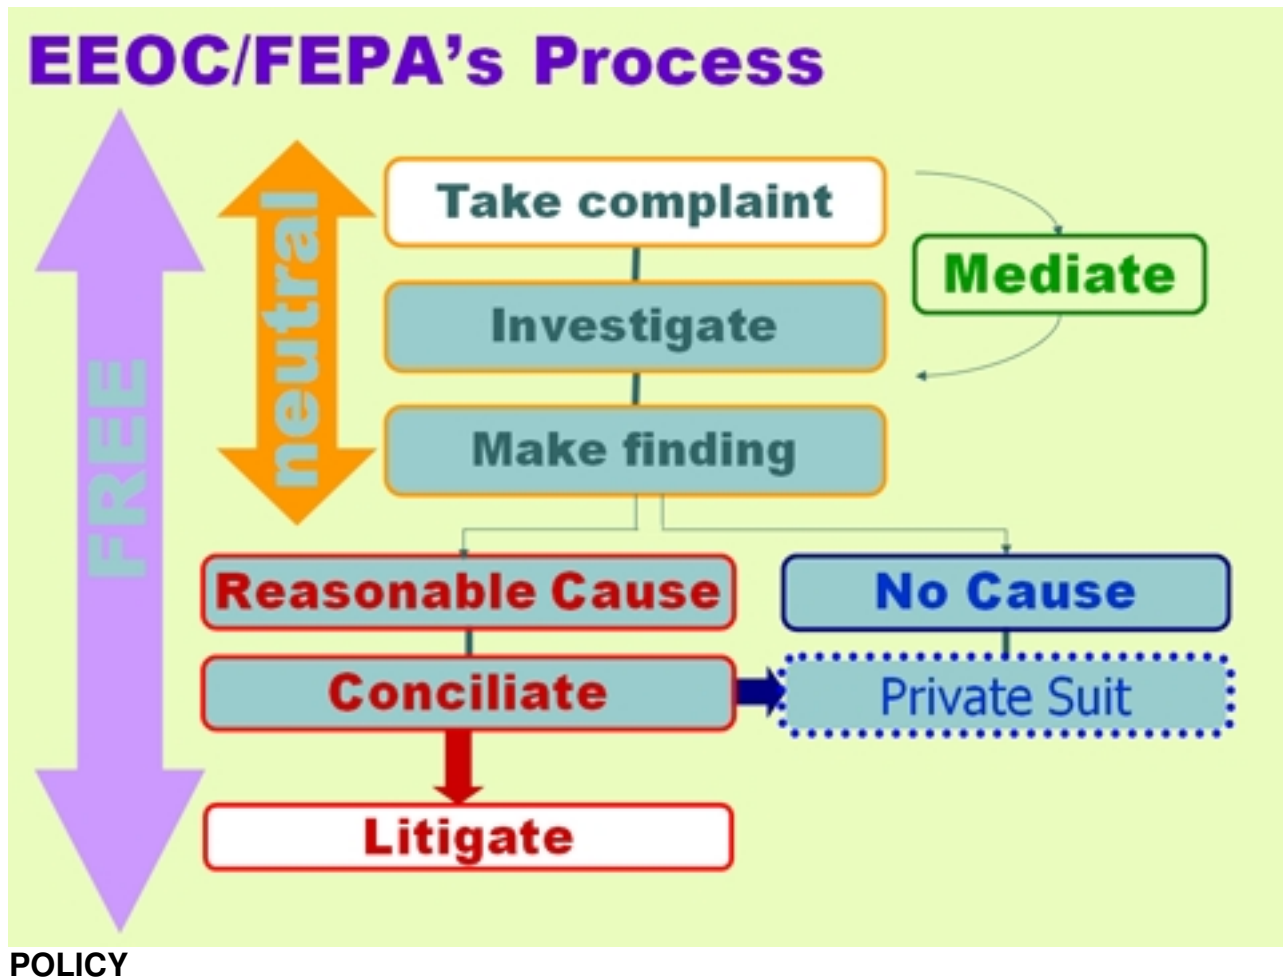 EEOC/FEPA's Process
FREE
neutral
Take complaint
Mediate
Investigate
Make finding
Reasonable Cause
No Cause
Conciliate
Private Suit
Litigate
POLICY